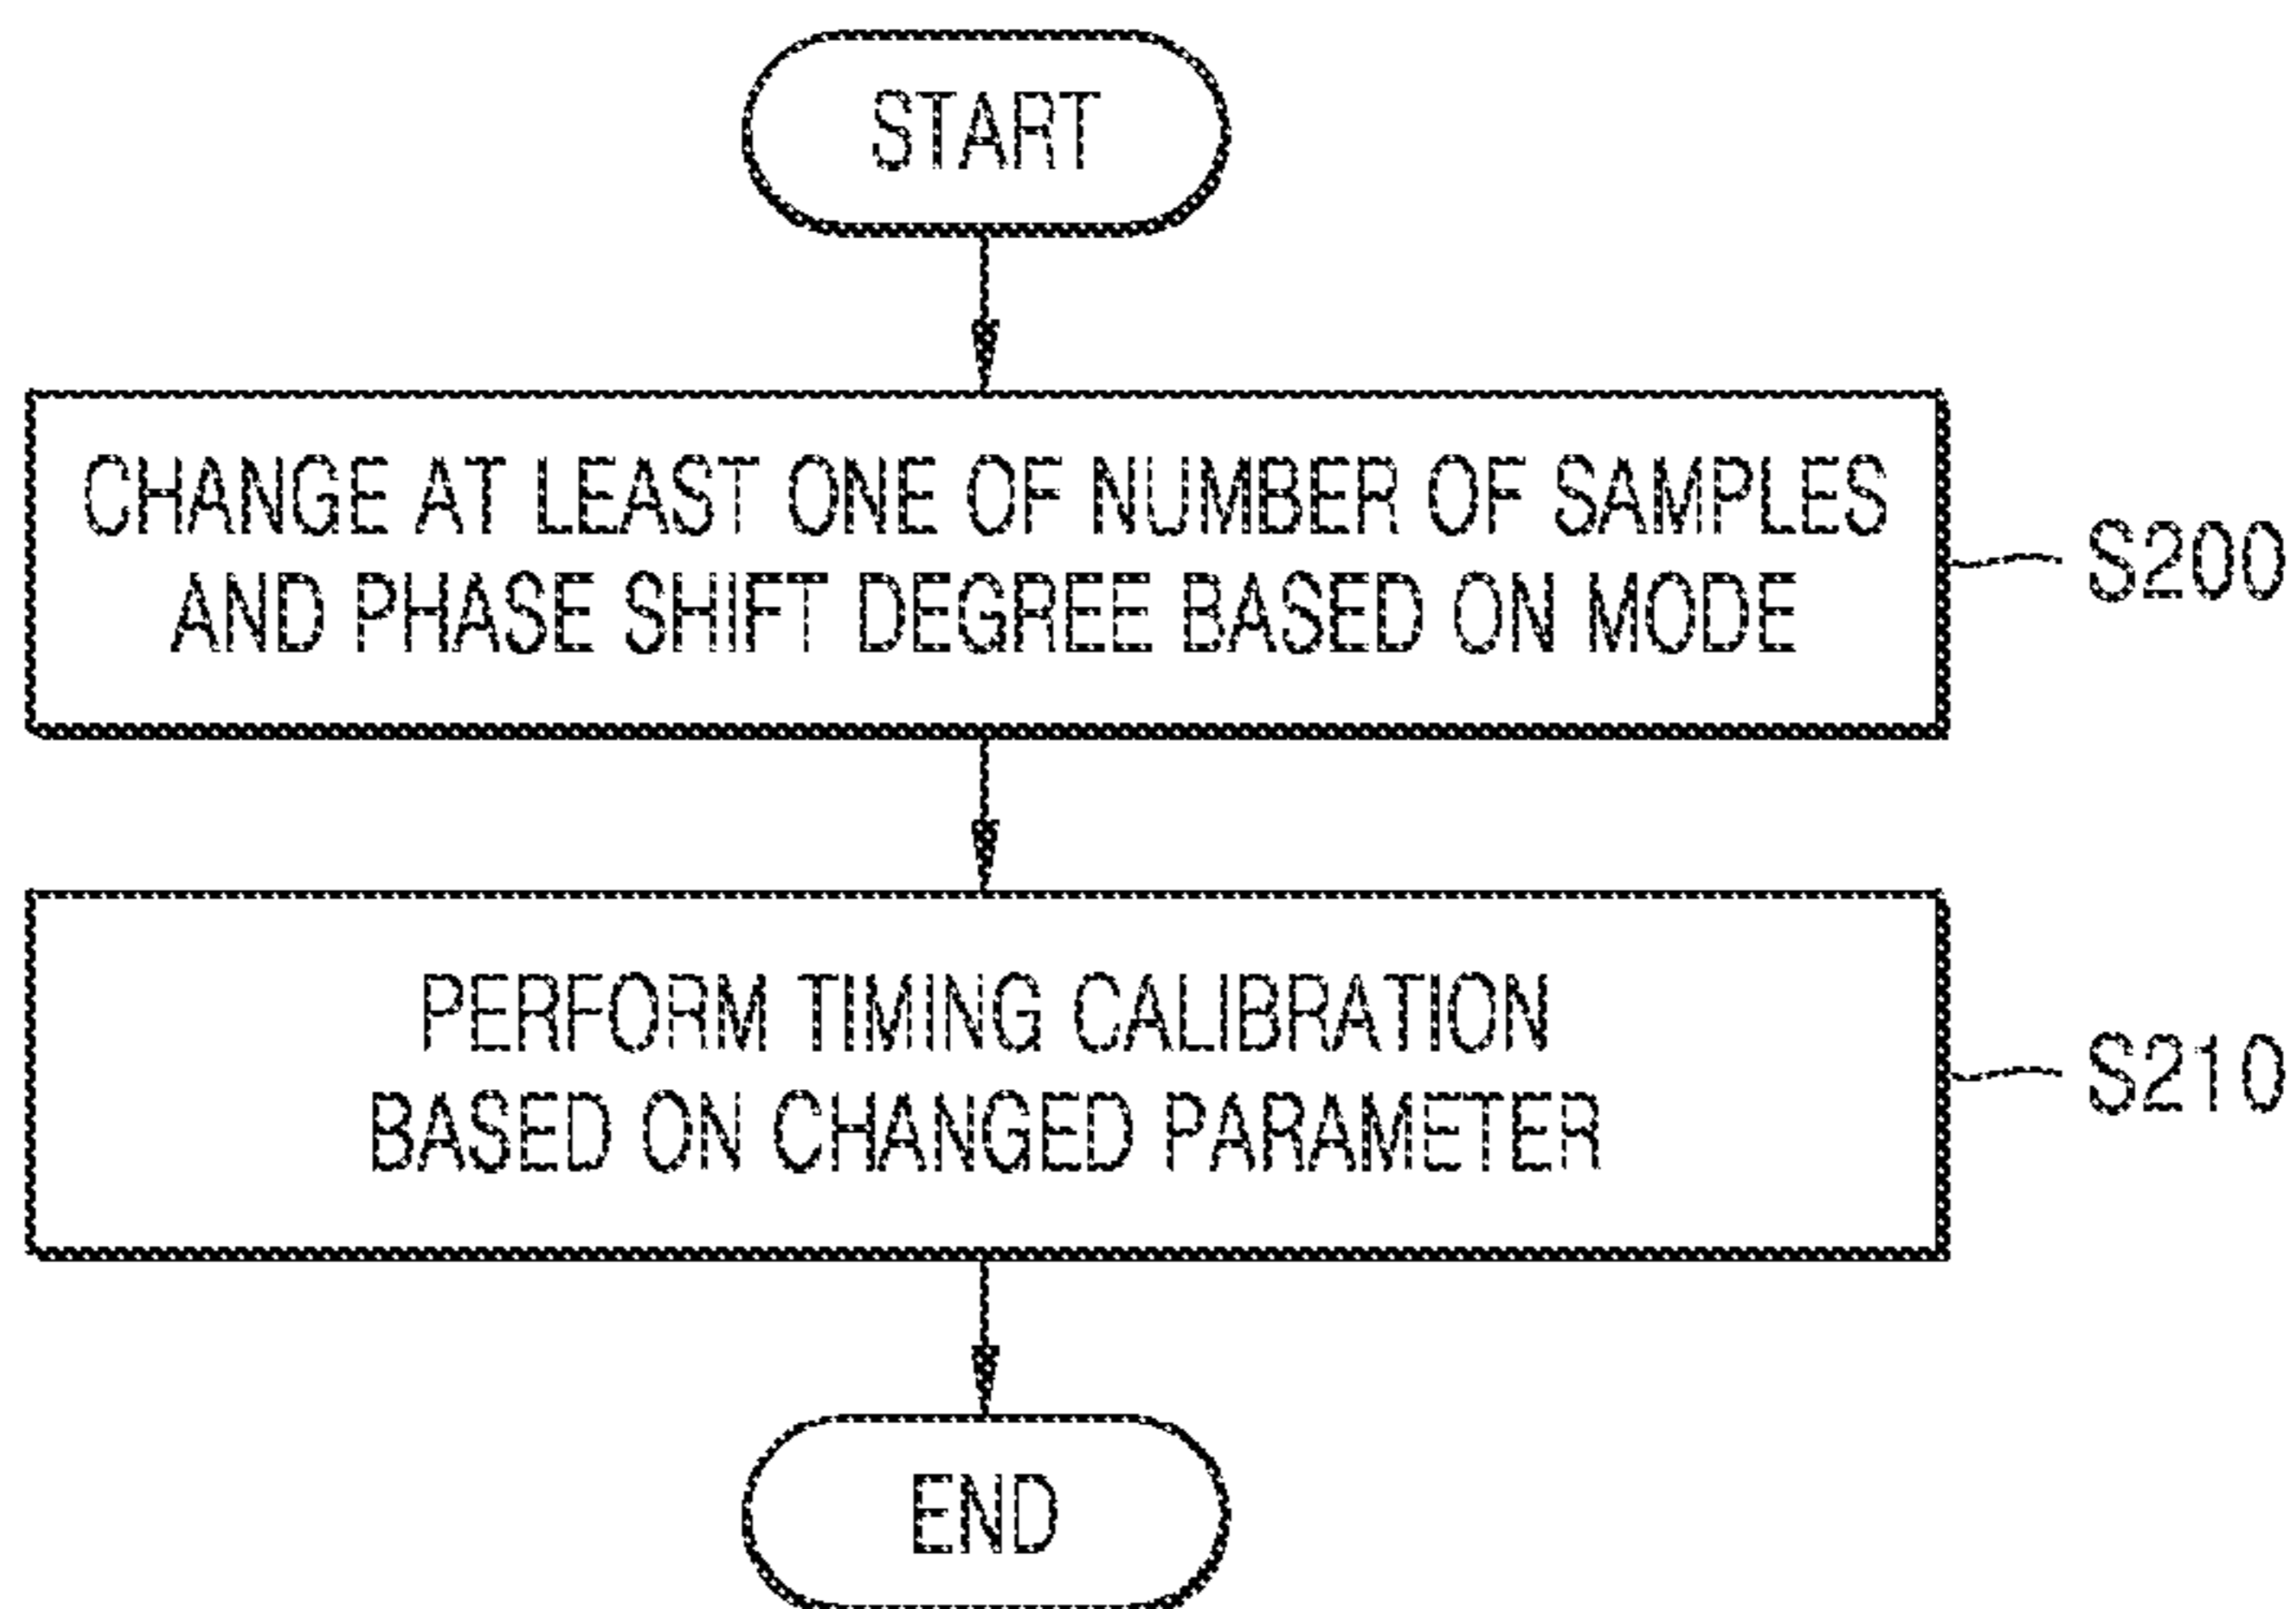 START
CHANGE AT LEAST ONE OF NUMBER OF SAMPLES
AND PHASE SHIFT DEGREE BASED ON MODE
S200
PERFORM TIMING CALIBRATION
BASED ON CHANGED PARAMETER
S210
END